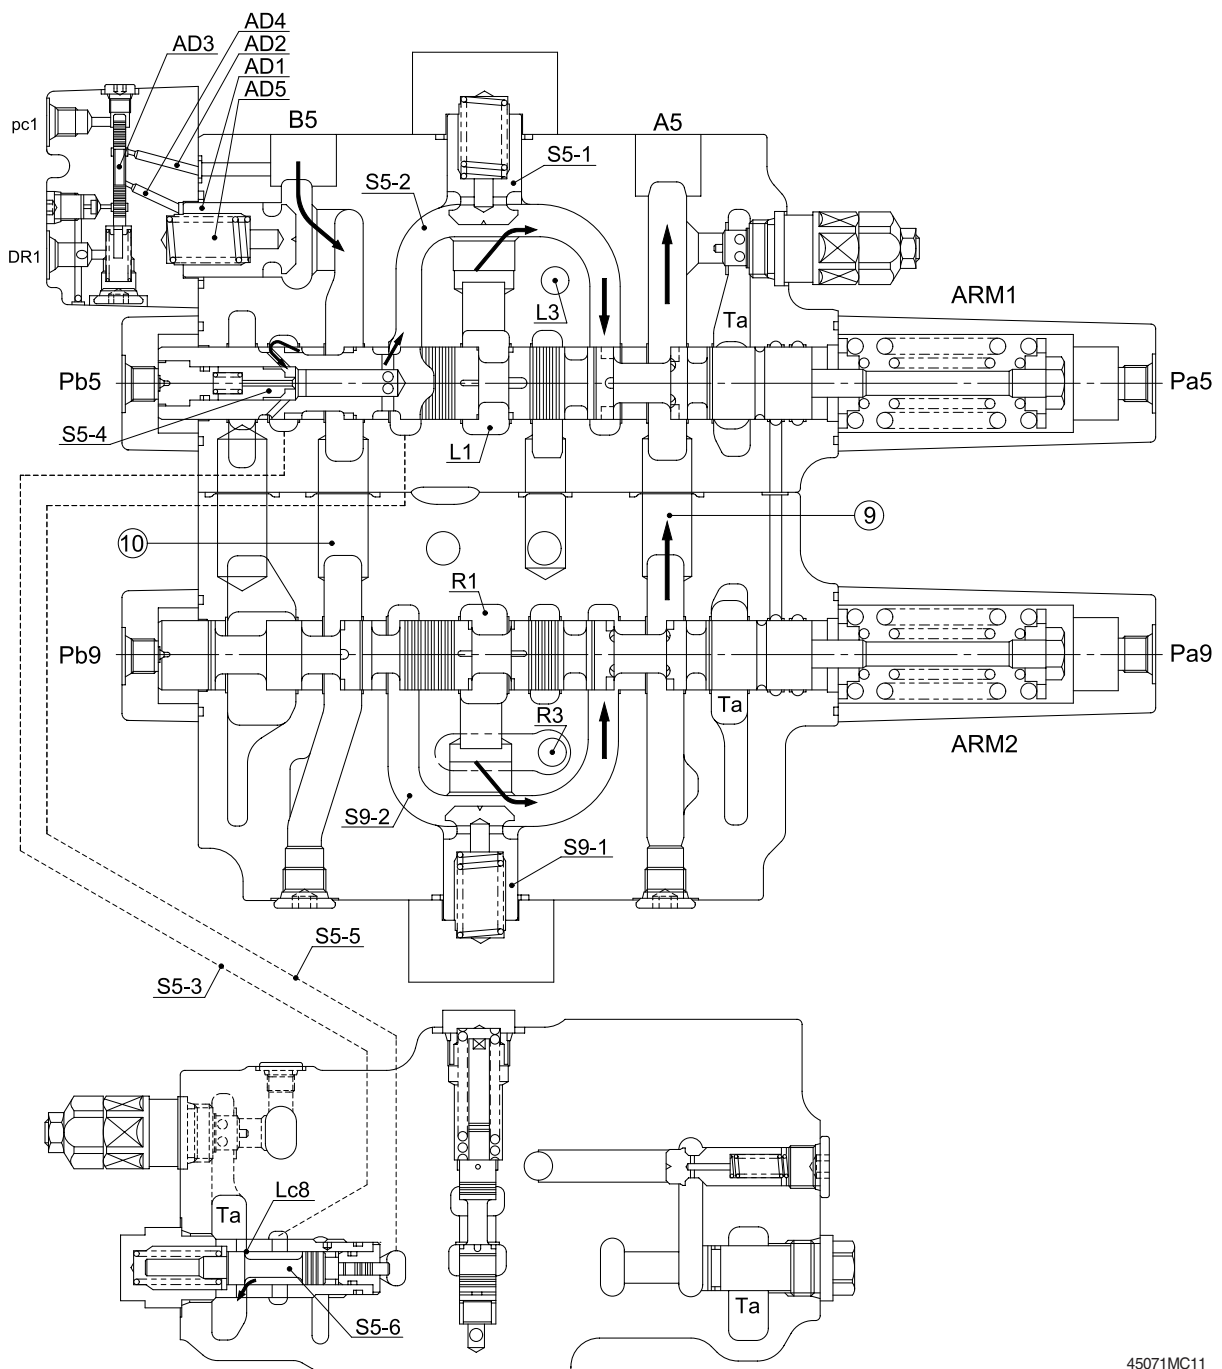 AD4
AD3
AD2
AD1
AD5
pc1
B5
A5
S5-1
S5-2
DR1
L3
Ta
ARM1
Pb5
Pa5
S5-4
L1
10
9
R1
Pb9
Pa9
Ta
R3
ARM2
S9-2
S9-1
S5-5
S5-3
Lc8
Ta
S5-6
Ta
45071MC11